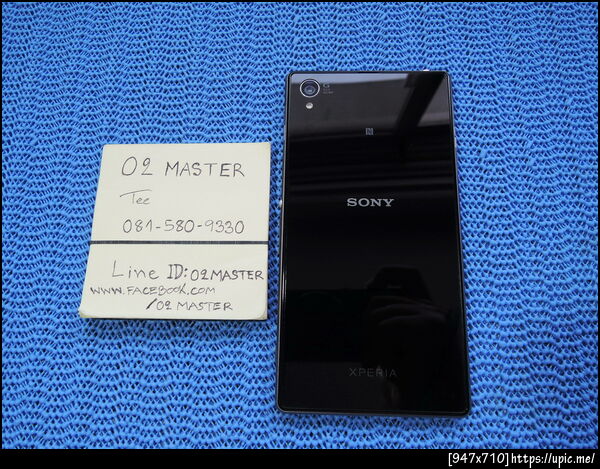 O2 MASTER
Tee
081-580-9330
Line ID: O2MASTER
WWW.FACEBOOK.COM
/O2 MASTER
G
SONY
XPERIA
[947x710]https://upic.me/